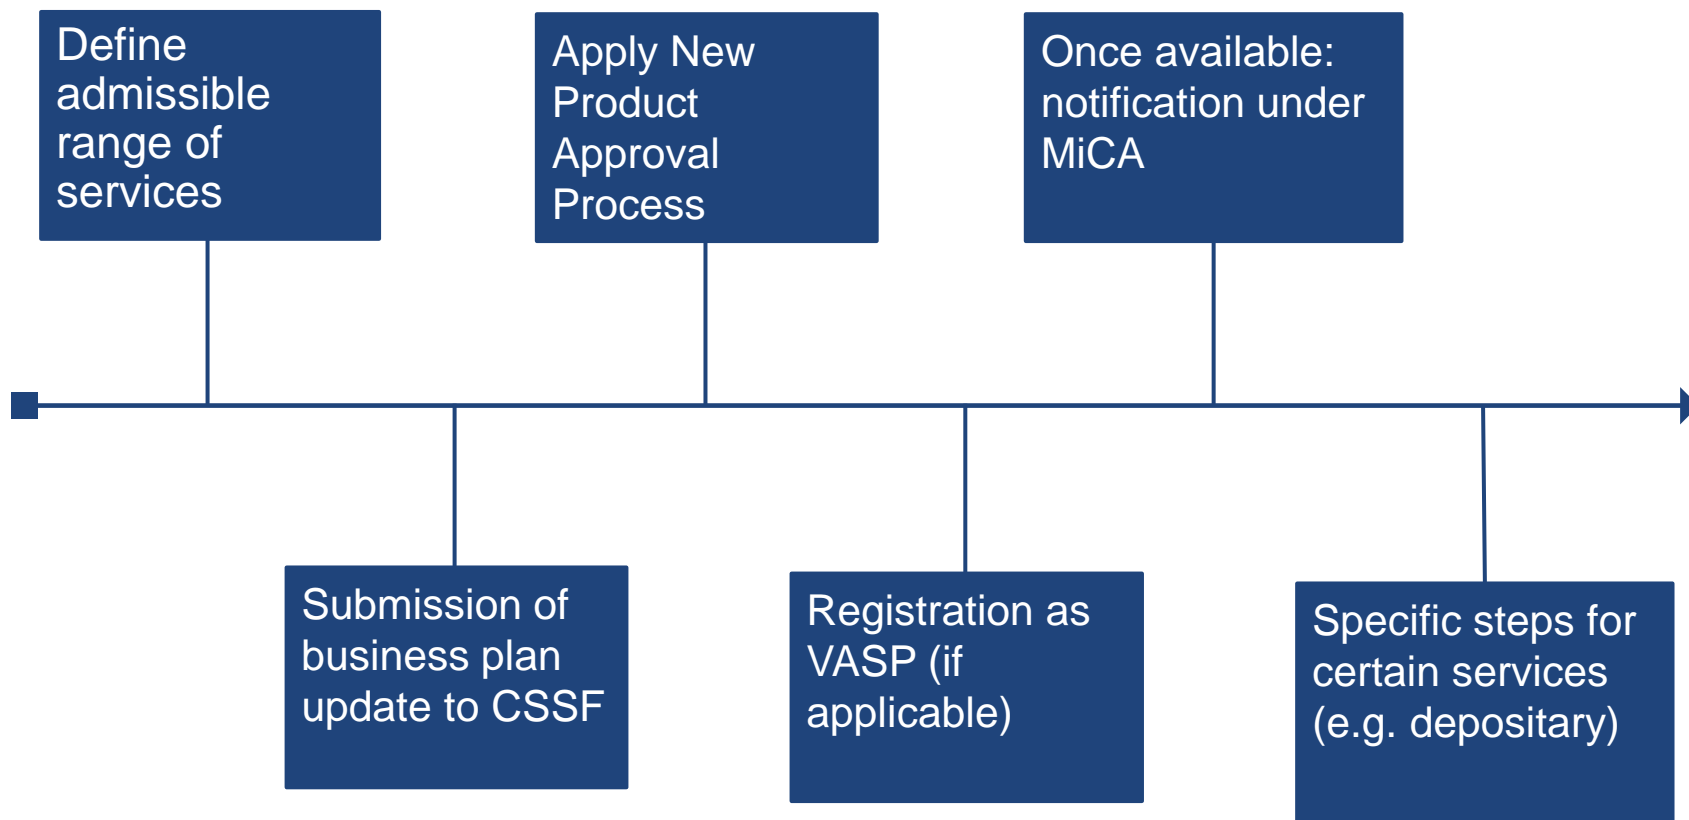 Define
admissible
range of
services
Apply New
Product
Approval
Process
Once available:
notification under
MiCA
Submission of
business plan
update to CSSF
Registration as
VASP (if
applicable)
Specific steps for
certain services
(e.g. depositary)